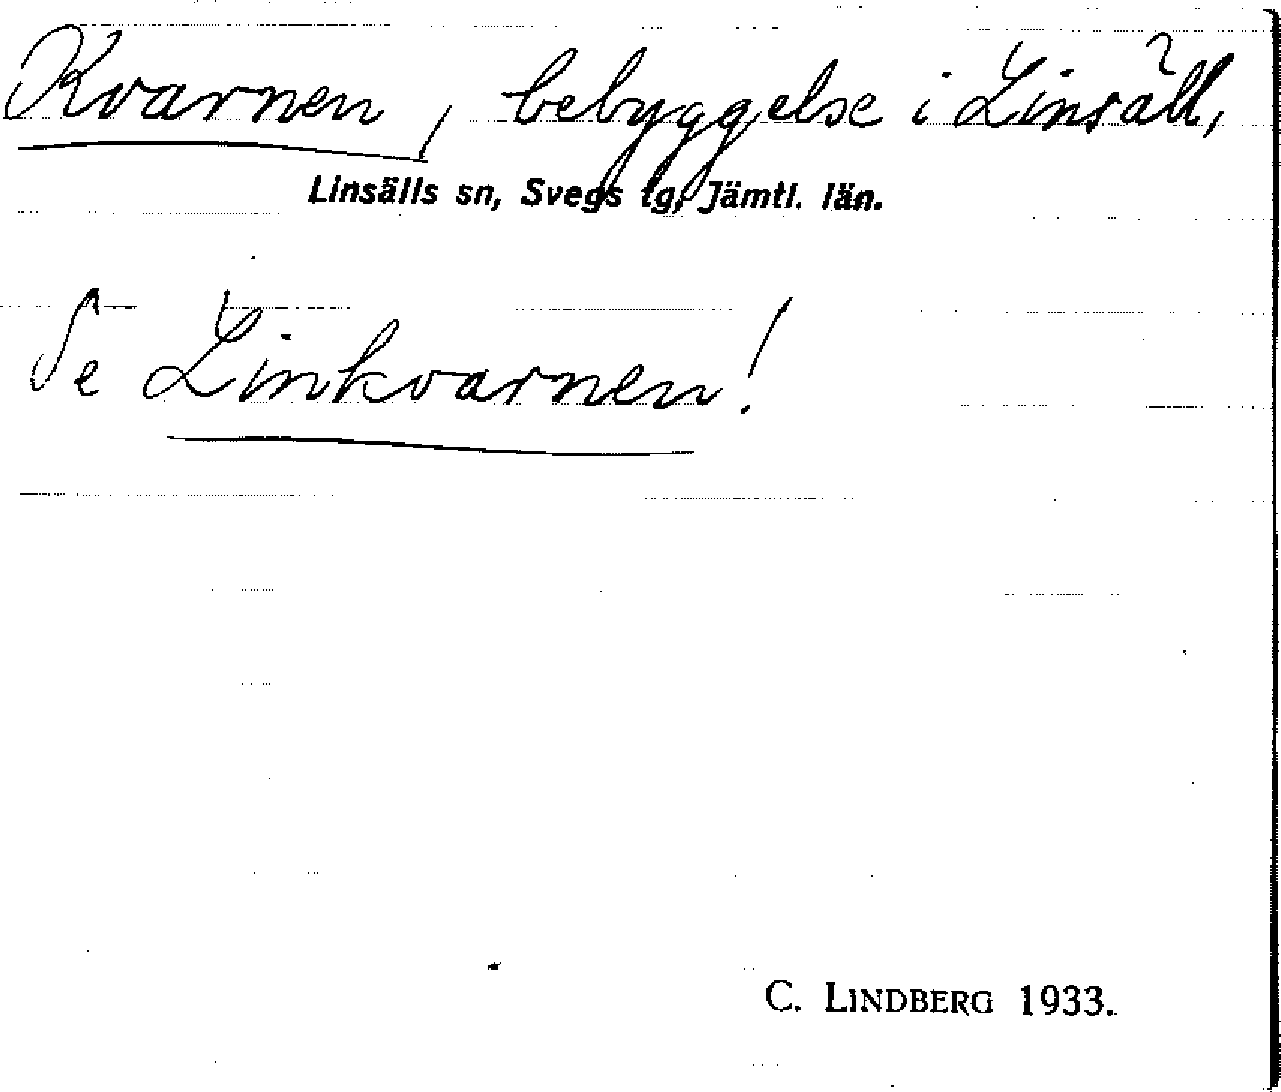 Kvarnen, bebyggelse i Linsäll,
Linsälls sn, Svegs tg, Jämtl. län.
Se Linkvarnen!
C. LINDBERG 1933.